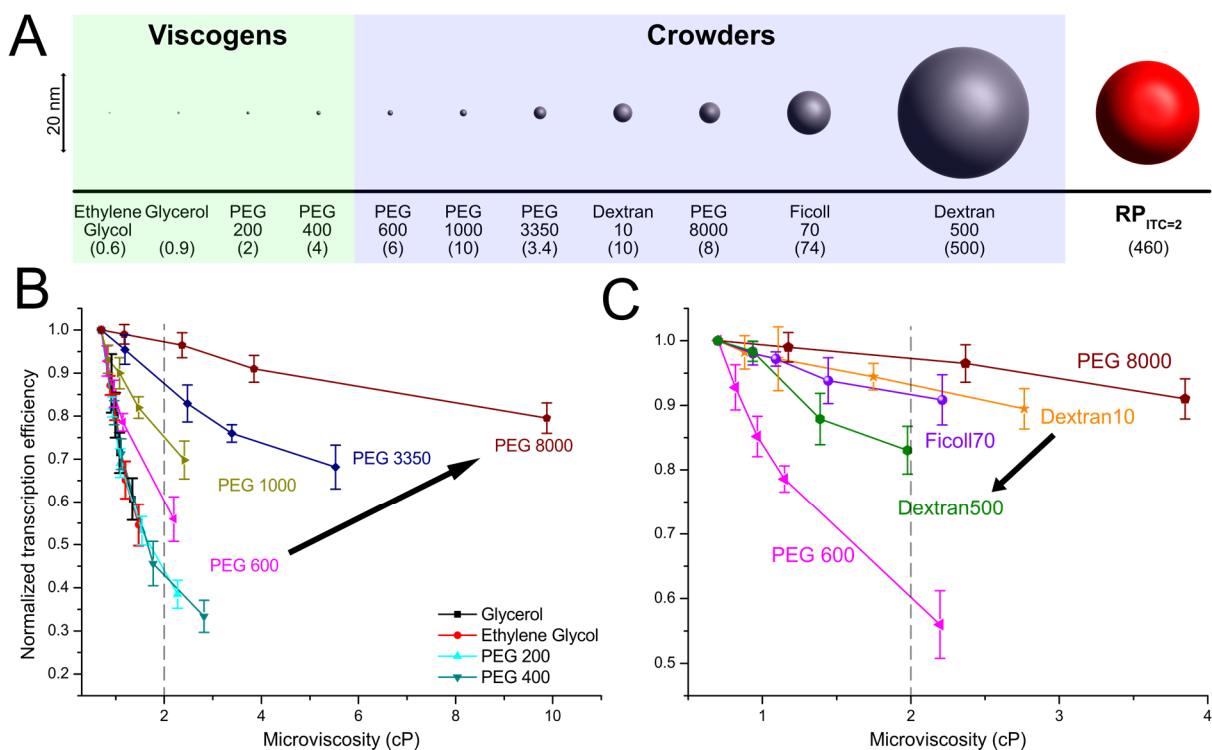 A
Viscogens
Crowders
20 nm
Ethylene Glycol (0.6)
Glycerol (0.9)
PEG 200 (2)
PEG 400 (4)
PEG 600 (6)
PEG 1000 (10)
PEG 3350 (3.4)
Dextran 10 (10)
PEG 8000 (8)
Ficoll 70 (74)
Dextran 500 (500)
RP ITC=2 (460)
B
Normalized transcription efficiency
1.0
0.9
0.8
0.7
0.6
0.5
0.4
0.3
0.2
PEG 8000
PEG 3350
PEG 1000
PEG 600
Glycerol
Ethylene Glycol
PEG 200
PEG 400
2 4 6 8 10
Microviscosity (cP)
C
1.0
0.9
0.8
0.7
0.6
0.5
PEG 8000
Dextran10
Ficoll70
Dextran500
PEG 600
1 2 3 4
Microviscosity (cP)